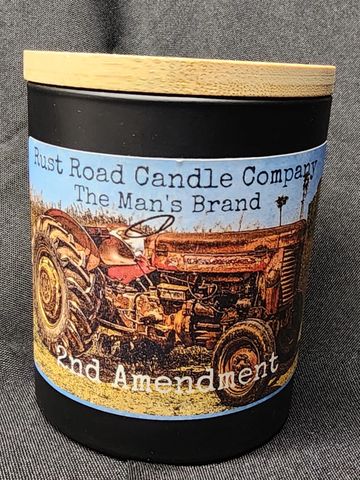 Rust Road Candle Company
The Man's Brand
2nd Amendment